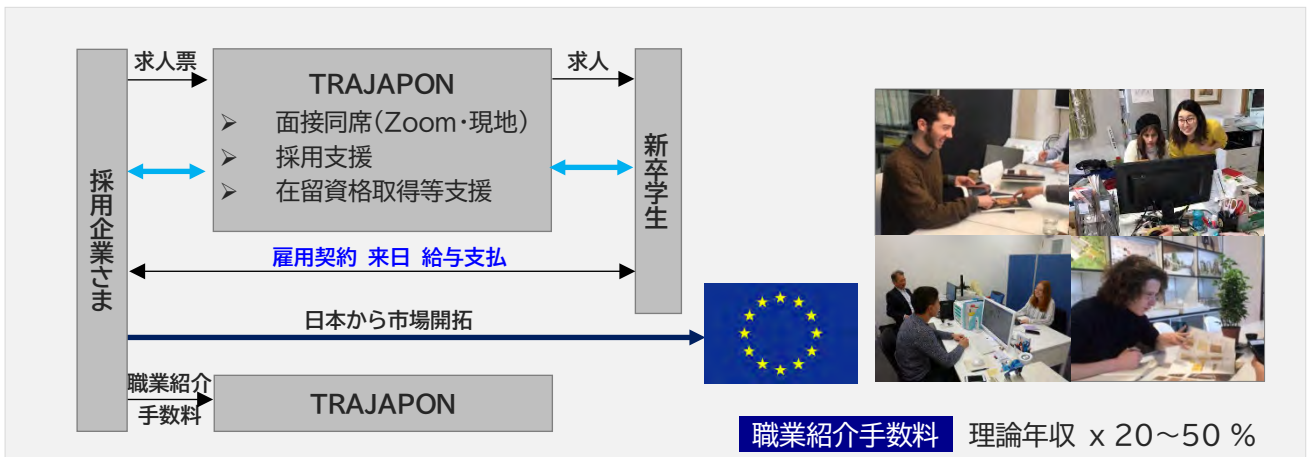 求人票
TRAJAPON
求人
➢ 面接同席(Zoom・現地)
➢ 採用支援
➢ 在留資格取得等支援
採用企業さま
新卒学生
雇用契約 来日 給与支払
日本から市場開拓
職業紹介
手数料
TRAJAPON
職業紹介手数料 理論年収 x 20～50 %